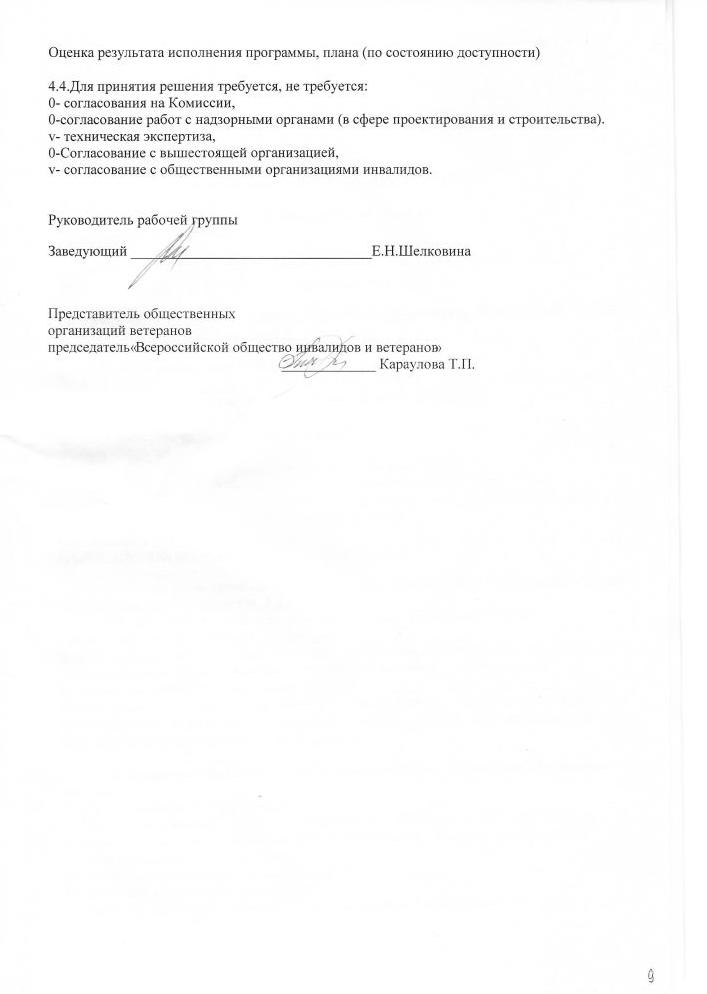 Оценка результата исполнения программы, плана (по состоянию доступности)
4.4.Для принятия решения требуется, не требуется:
0- согласования на Комиссии,
0-согласование работ с надзорными органами (в сфере проектирования и строительства).
v- техническая экспертиза,
0-Согласование с вышестоящей организацией,
v- согласование с общественными организациями инвалидов.
Руководитель рабочей группы
Заведующий ________________________________Е.Н.Шелковина
Представитель общественных
организаций ветеранов
председатель«Всероссийской общество инвалидов и ветеранов»
_____________ Караулова Т.П.
9